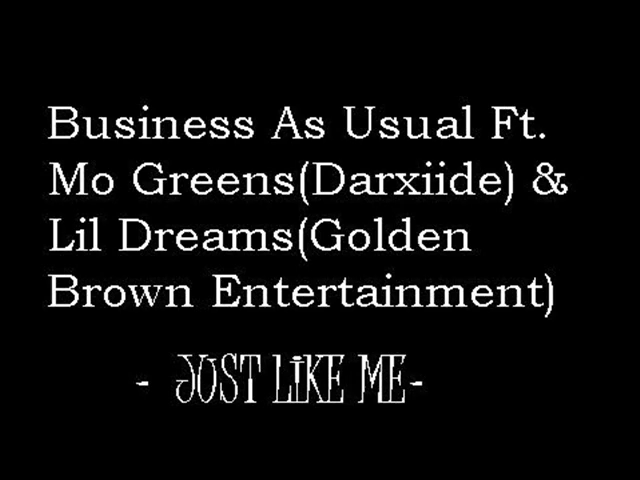 Business As Usual Ft.
Mo Greens(Darxiide) &
Lil Dreams(Golden
Brown Entertainment)
- JUST LiKE ME-